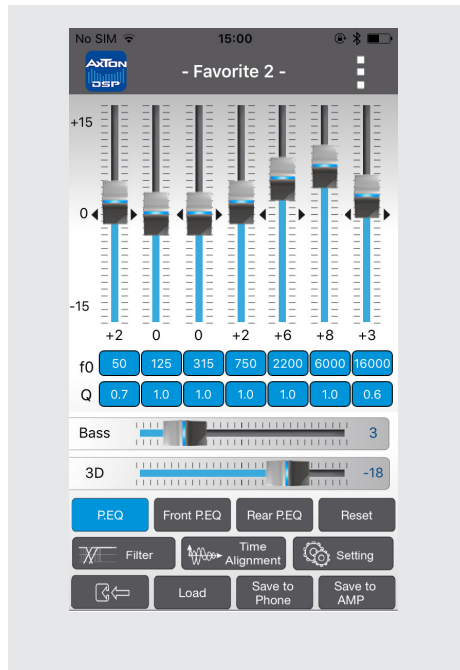 No SIM 15:00
AXTON
DSP
- Favorite 2 -
+15
0
-15
+2 0 0 +2 +6 +8 +3
f0 50 125 315 750 2200 6000 16000
Q 0.7 1.0 1.0 1.0 1.0 1.0 0.6
Bass 3
3D -18
P.EQ Front P.EQ Rear P.EQ Reset
Filter Time Alignment Setting
Load Save to Phone Save to AMP